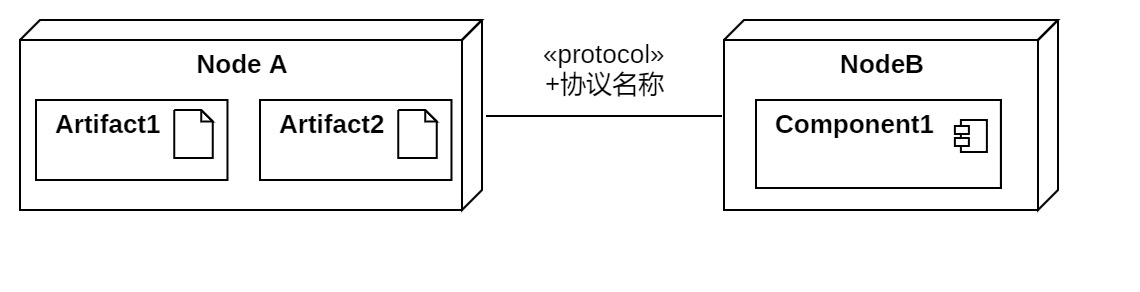 Node A
Artifact1
Artifact2
«protocol»
+协议名称
NodeB
Component1